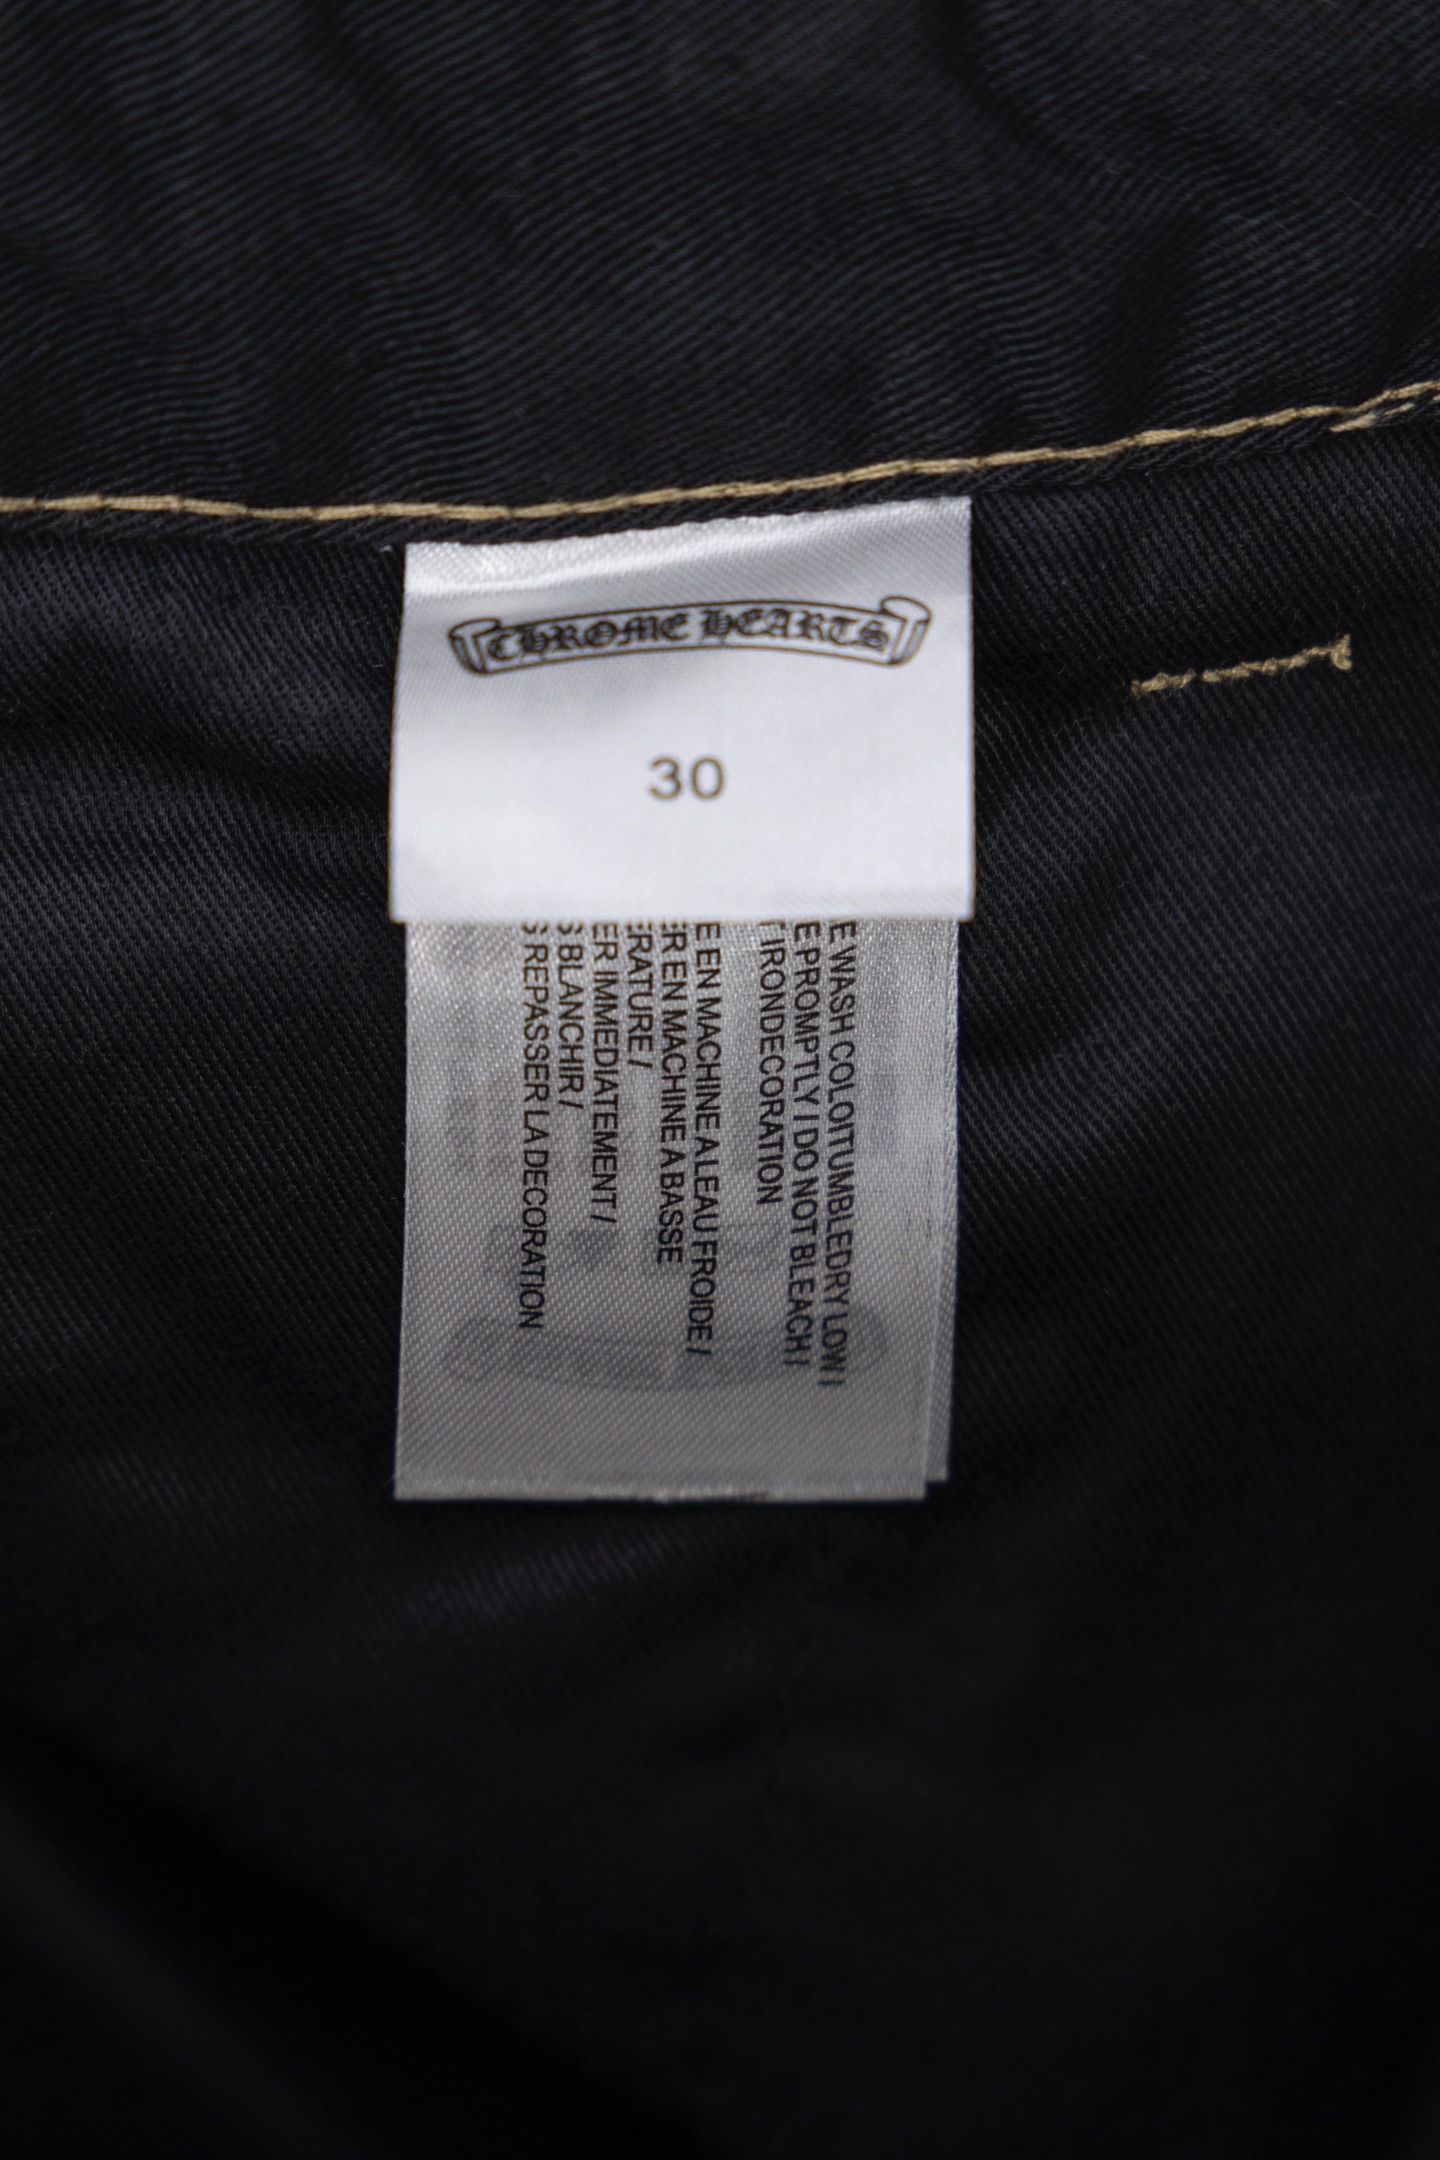 CHROME HEARTS
30
E WASH COLOITUMBLEDRY LOW I
E PROMPTLY I DO NOT BLEACH I
T IRONDECORATION
E EN MACHINE A LEAU FROIDE /
ER EN MACHINE A BASSE
ERATURE /
ER IMMEDIATEMENT /
S BLANCHIR /
S REPASSER LA DECORATION